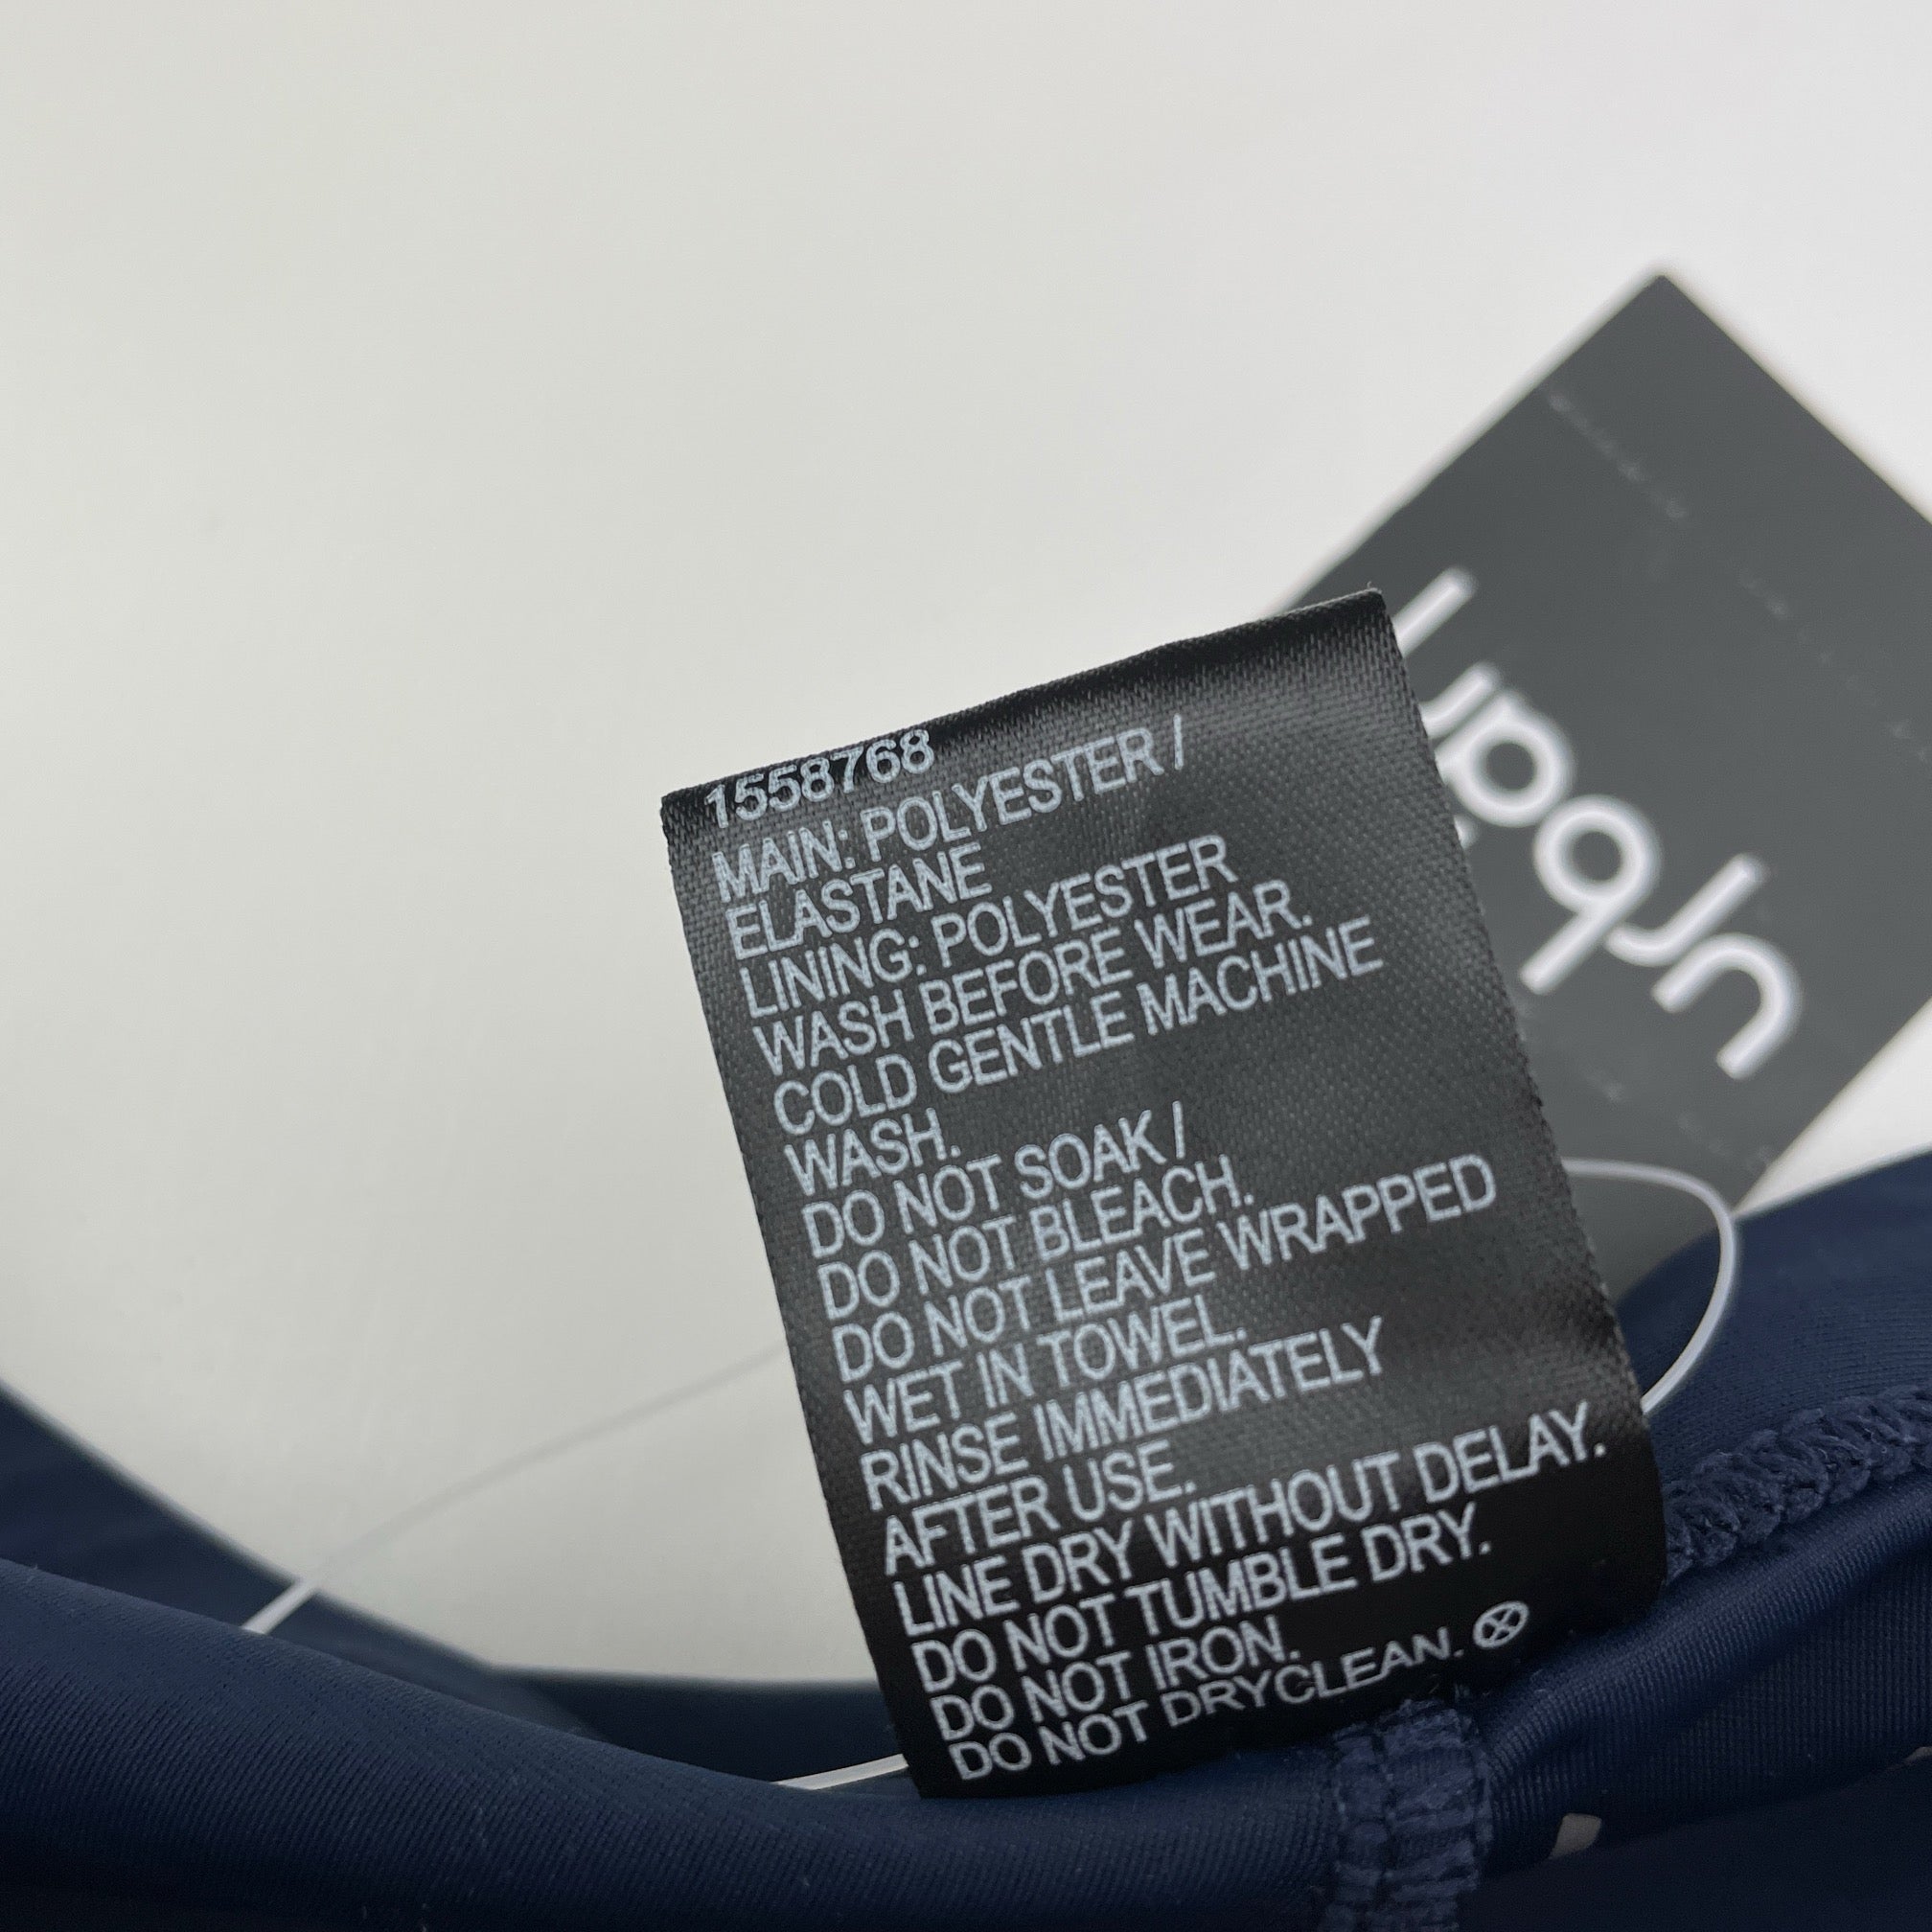 1558768
MAIN: POLYESTER /
ELASTANE
LINING: POLYESTER
WASH BEFORE WEAR.
COLD GENTLE MACHINE
WASH.
DO NOT SOAK /
DO NOT BLEACH.
DO NOT LEAVE WRAPPED
WET IN TOWEL.
RINSE IMMEDIATELY
AFTER USE.
LINE DRY WITHOUT DELAY.
DO NOT TUMBLE DRY.
DO NOT IRON.
DO NOT DRYCLEAN.
urban